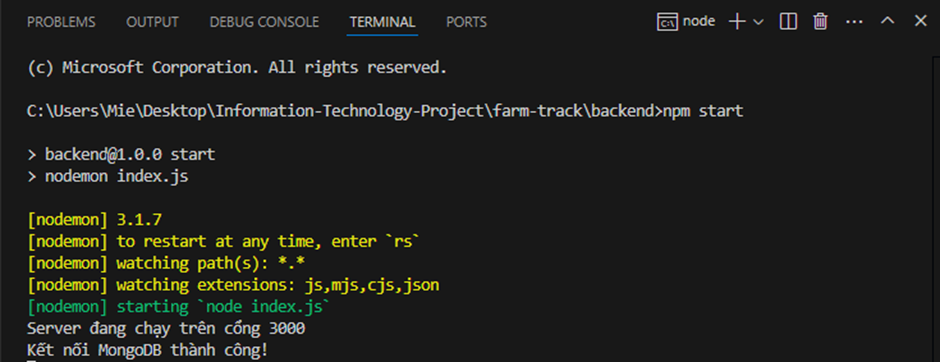 PROBLEMS OUTPUT DEBUG CONSOLE TERMINAL PORTS node
(c) Microsoft Corporation. All rights reserved.
C:\Users\Mie\Desktop\Information-Technology-Project\farm-track\backend>npm start
> backend@1.0.0 start
> nodemon index.js
[nodemon] 3.1.7
[nodemon] to restart at any time, enter `rs`
[nodemon] watching path(s): *.*
[nodemon] watching extensions: js,mjs,cjs,json
[nodemon] starting `node index.js`
Server đang chạy trên cổng 3000
Kết nối MongoDB thành công!